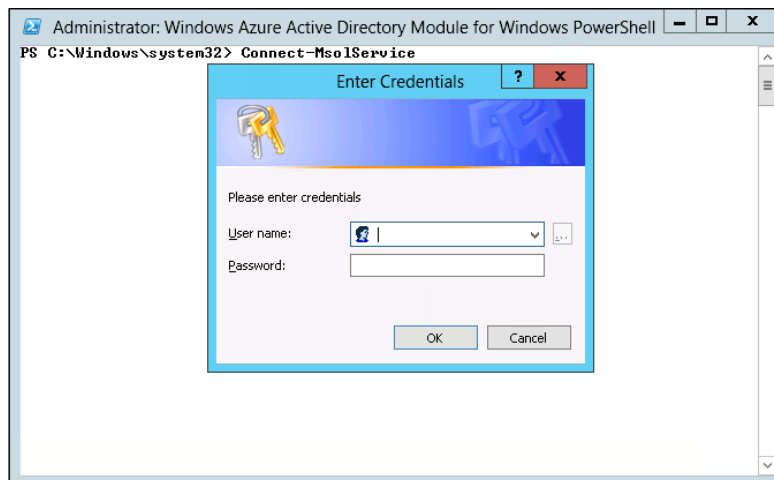 Administrator: Windows Azure Active Directory Module for Windows PowerShell
PS C:\Windows\system32> Connect-MsolService
Enter Credentials
Please enter credentials
User name:
Password:
OK Cancel